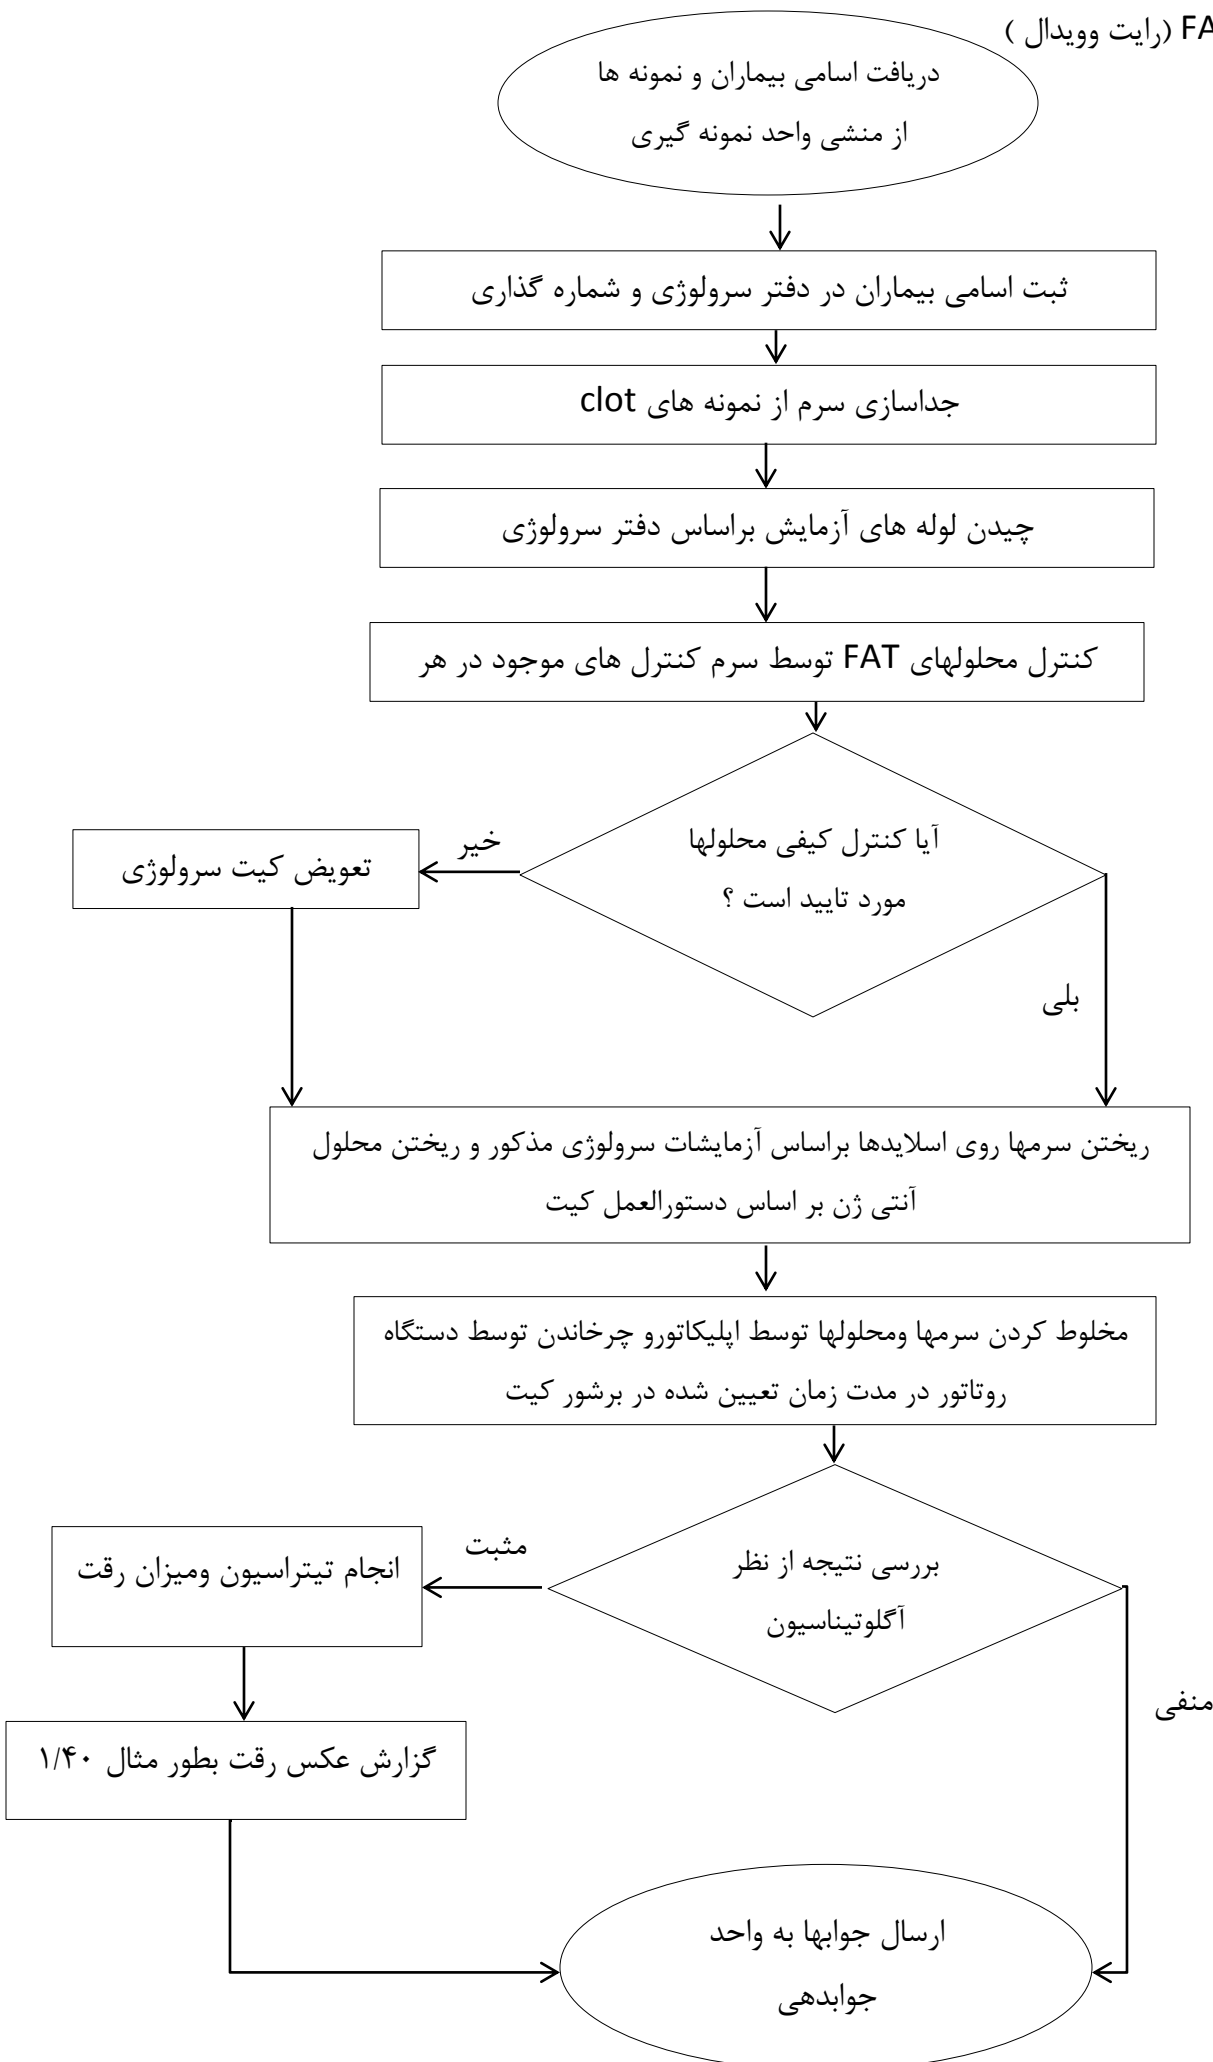 FA (رایت وویدال )
دریافت اسامی بیماران و نمونه ها
از منشی واحد نمونه گیری
ثبت اسامی بیماران در دفتر سرولوژی و شماره گذاری
جداسازی سرم از نمونه های clot
چیدن لوله های آزمایش براساس دفتر سرولوژی
کنترل محلولهای FAT توسط سرم کنترل های موجود در هر
آیا کنترل کیفی محلولها
مورد تایید است ؟
خیر
تعویض کیت سرولوژی
بلی
ریختن سرمها روی اسلایدها براساس آزمایشات سرولوژی مذکور و ریختن محلول
آنتی ژن بر اساس دستورالعمل کیت
مخلوط کردن سرمها ومحلولها توسط اپلیکاتورو چرخاندن توسط دستگاه
روتاتور در مدت زمان تعیین شده در برشور کیت
بررسی نتیجه از نظر
آگلوتیناسیون
مثبت
انجام تیتراسیون ومیزان رقت
منفی
گزارش عکس رقت بطور مثال ۱/۴۰
ارسال جوابها به واحد
جوابدهی